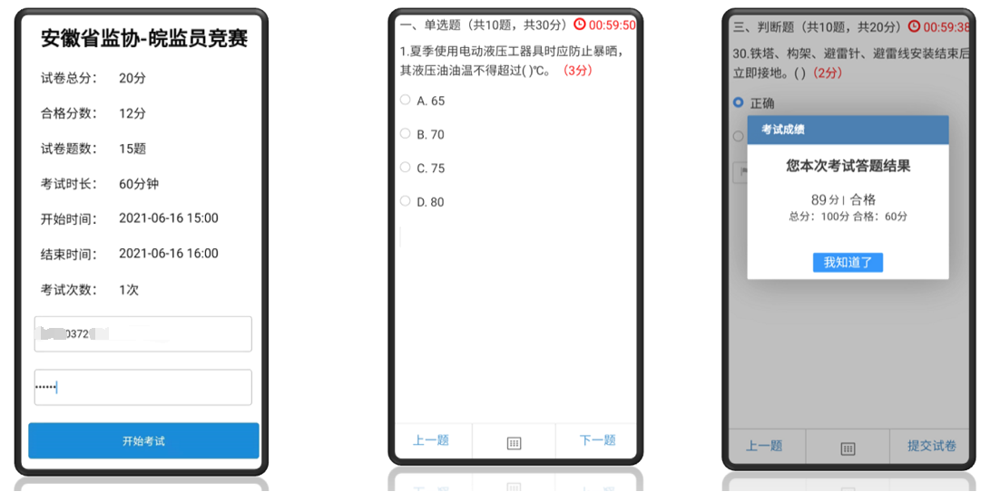 安徽省监协-皖监员竞赛
试卷总分： 20分
合格分数： 12分
试卷题数： 15题
考试时长： 60分钟
开始时间： 2021-06-16 15:00
结束时间： 2021-06-16 16:00
考试次数： 1次
0372
••••••
开始考试
一、单选题（共10题，共30分） 00:59:50
1.夏季使用电动液压工器具时应防止暴晒，
其液压油油温不得超过( )℃。（3分）
A. 65
B. 70
C. 75
D. 80
上一题 下一题
三、判断题（共10题，共20分） 00:59:38
30.铁塔、构架、避雷针、避雷线安装结束后
立即接地。( )（2分）
正确
考试成绩
您本次考试答题结果
89 分 | 合格
总分：100分 合格：60分
我知道了
上一题 提交试卷